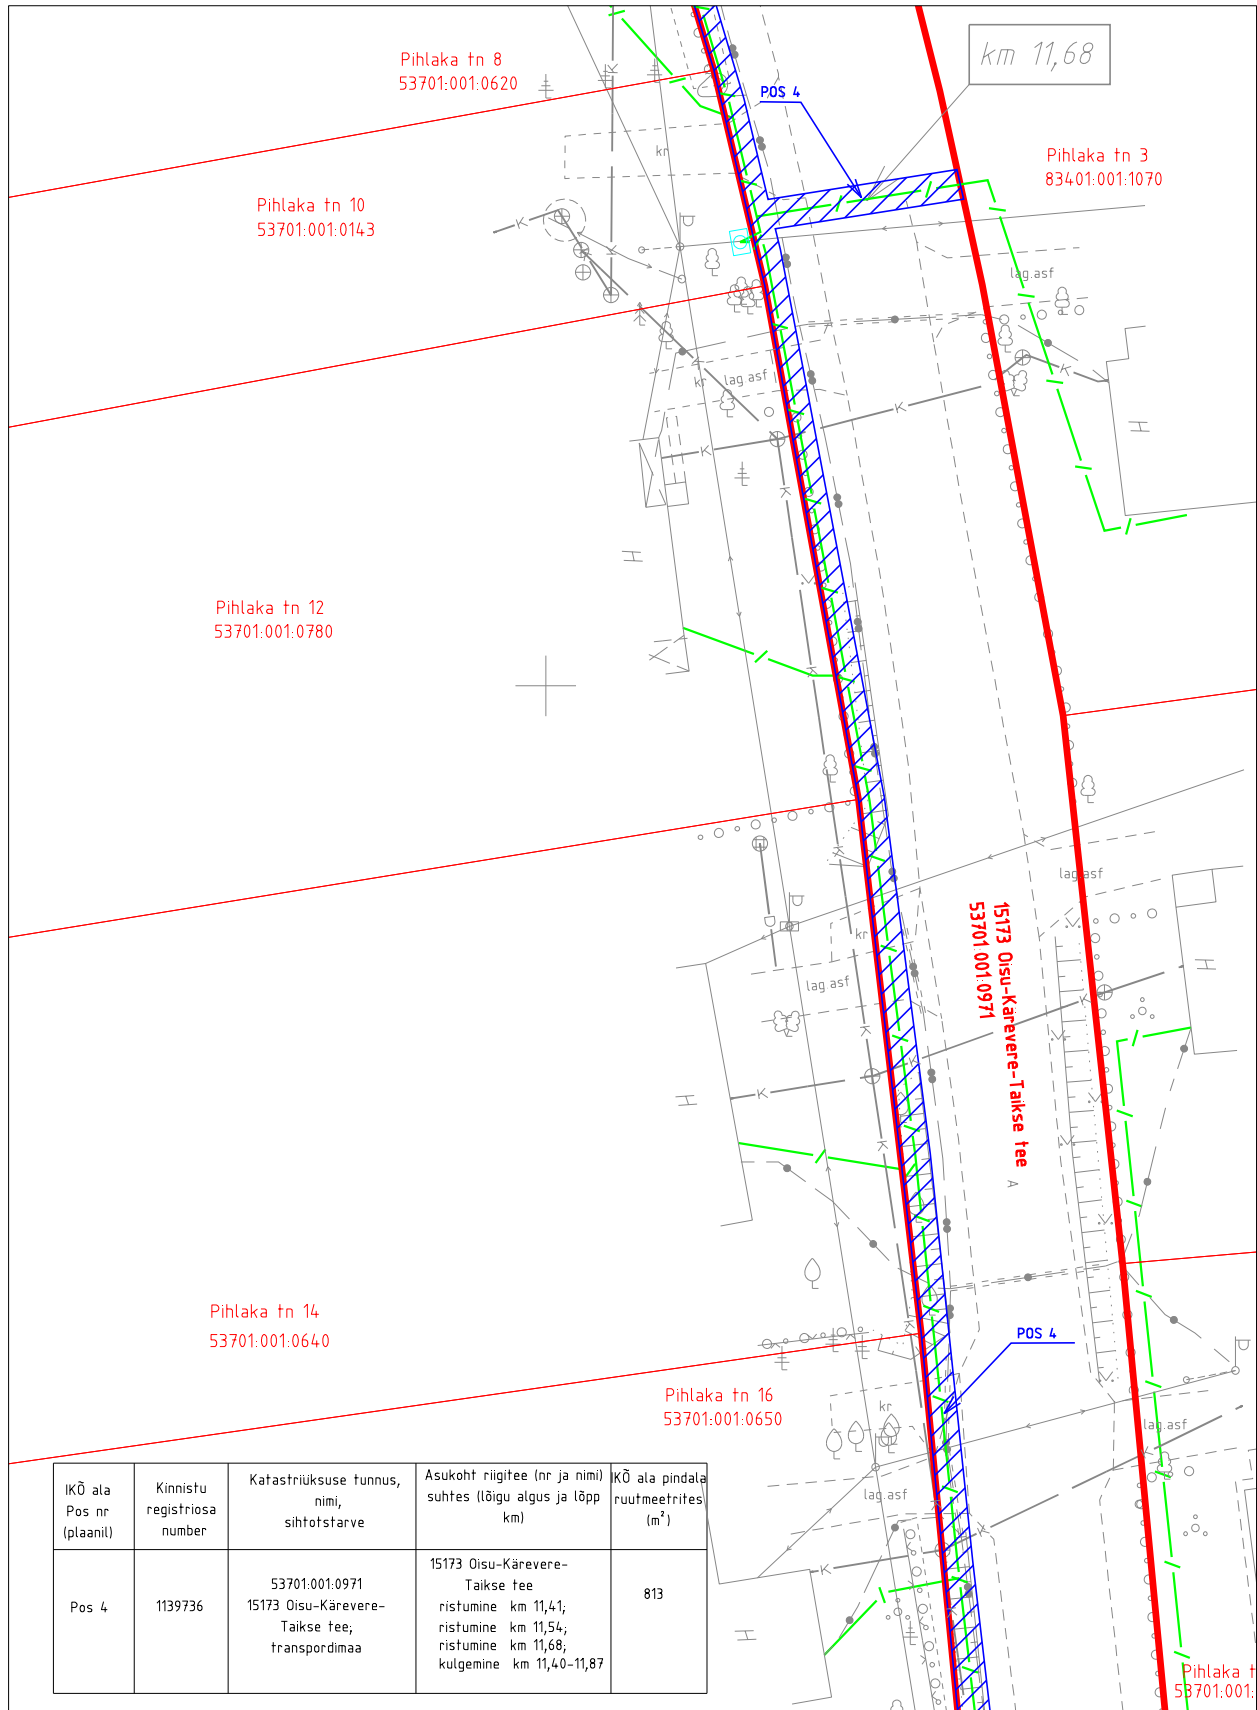 Pihlaka tn 8
53701:001:0620
km 11,68
POS 4
Pihlaka tn 3
83401:001:1070
kr
K
Pihlaka tn 10
53701:001:0143
K
K
lag.asf
kr
lag.asf
K
K
K
K
H
H
Pihlaka tn 12
53701:001:0780
K
K
kr
lag.asf
lag.asf
15173 Oisu-Kärevere-Taikse tee
53701:001:0971
H
K
K
K
K
H
K
A
Pihlaka tn 14
53701:001:0640
K
POS 4
Pihlaka tn 16
53701:001:0650
kr
lag.asf
lag.asf
K
K
H
H
Pihlaka t
53701:001:
IKÕ ala
Pos nr
(plaanil)
Kinnistu
registriosa
number
Katastriüksuse tunnus,
nimi,
sihtotstarve
Asukoht riigitee (nr ja nimi)
suhtes (lõigu algus ja lõpp
km)
IKÕ ala pindala
ruutmeetrites
(m²)
Pos 4
1139736
53701:001:0971
15173 Oisu-Kärevere-
Taikse tee;
transpordimaa
15173 Oisu-Kärevere-
Taikse tee
ristumine km 11,41;
ristumine km 11,54;
ristumine km 11,68;
kulgemine km 11,40-11,87
813